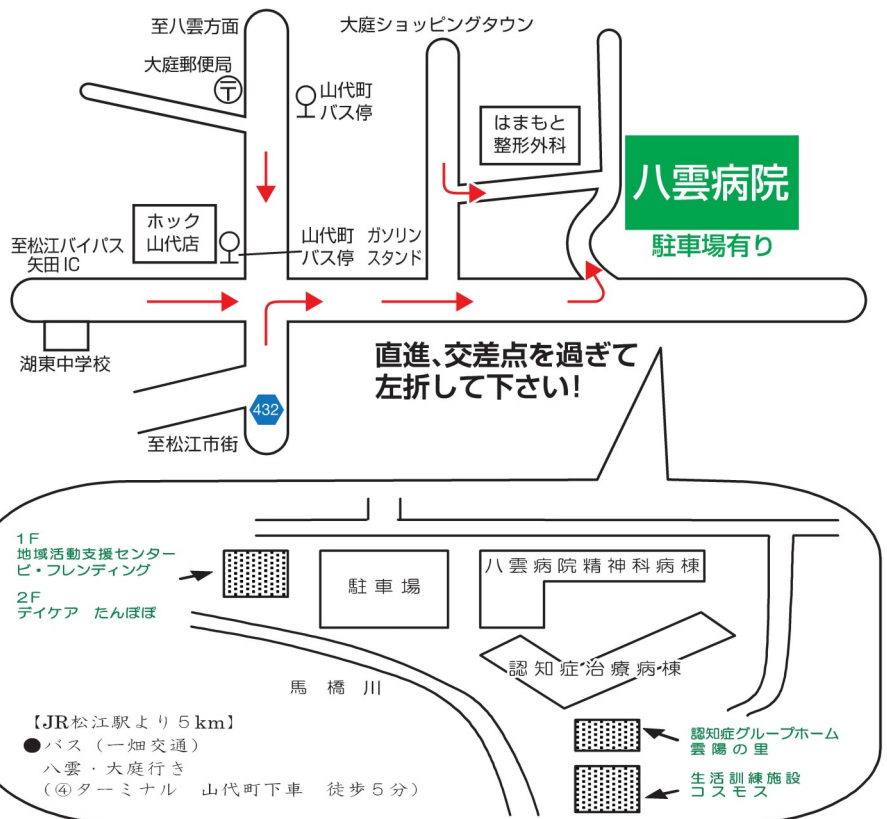 至八雲方面
大庭ショッピングタウン
大庭郵便局
山代町
バス停
はまもと
整形外科
八雲病院
駐車場有り
ホック
山代店
山代町
バス停
ガソリン
スタンド
至松江バイパス
矢田IC
湖東中学校
直進、交差点を過ぎて
左折して下さい!
432
至松江市街
1F
地域活動支援センター
ビ・フレンディング
2F
デイケア たんぽぽ
駐車場
八雲病院精神科病棟
認知症治療病棟
馬橋川
【JR松江駅より5km】
●バス(一畑交通)
八雲・大庭行き
(④ターミナル 山代町下車 徒歩5分)
認知症グループホーム
雲陽の里
生活訓練施設
コスモス